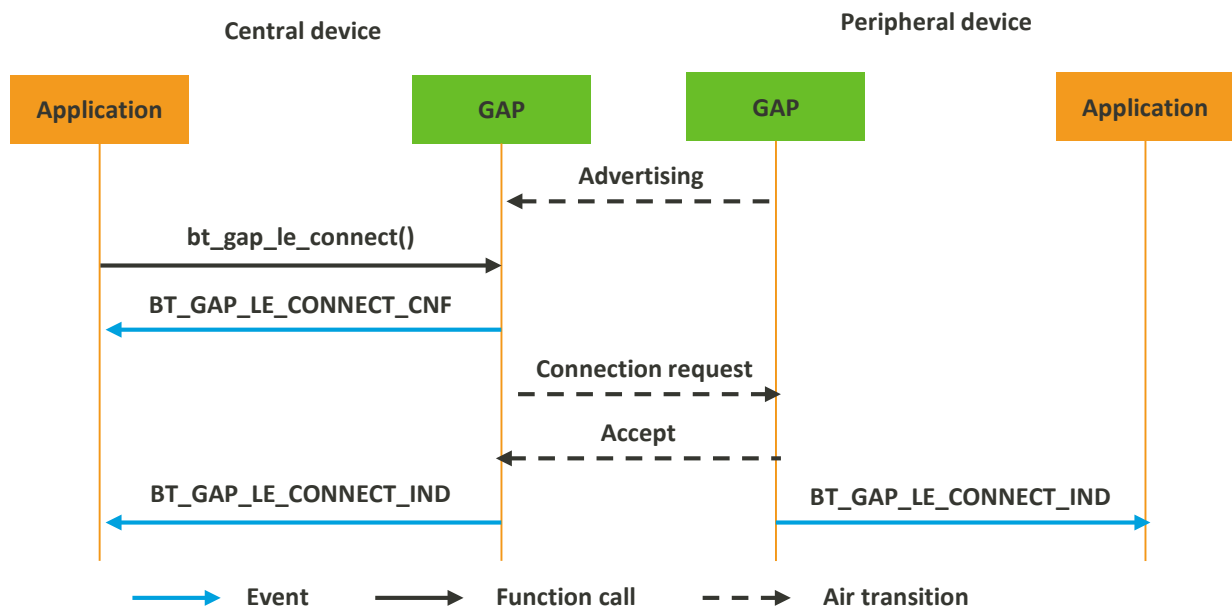 Central device
Peripheral device
Application
GAP
GAP
Application
Advertising
bt_gap_le_connect()
BT_GAP_LE_CONNECT_CNF
Connection request
Accept
BT_GAP_LE_CONNECT_IND
BT_GAP_LE_CONNECT_IND
Event
Function call
Air transition